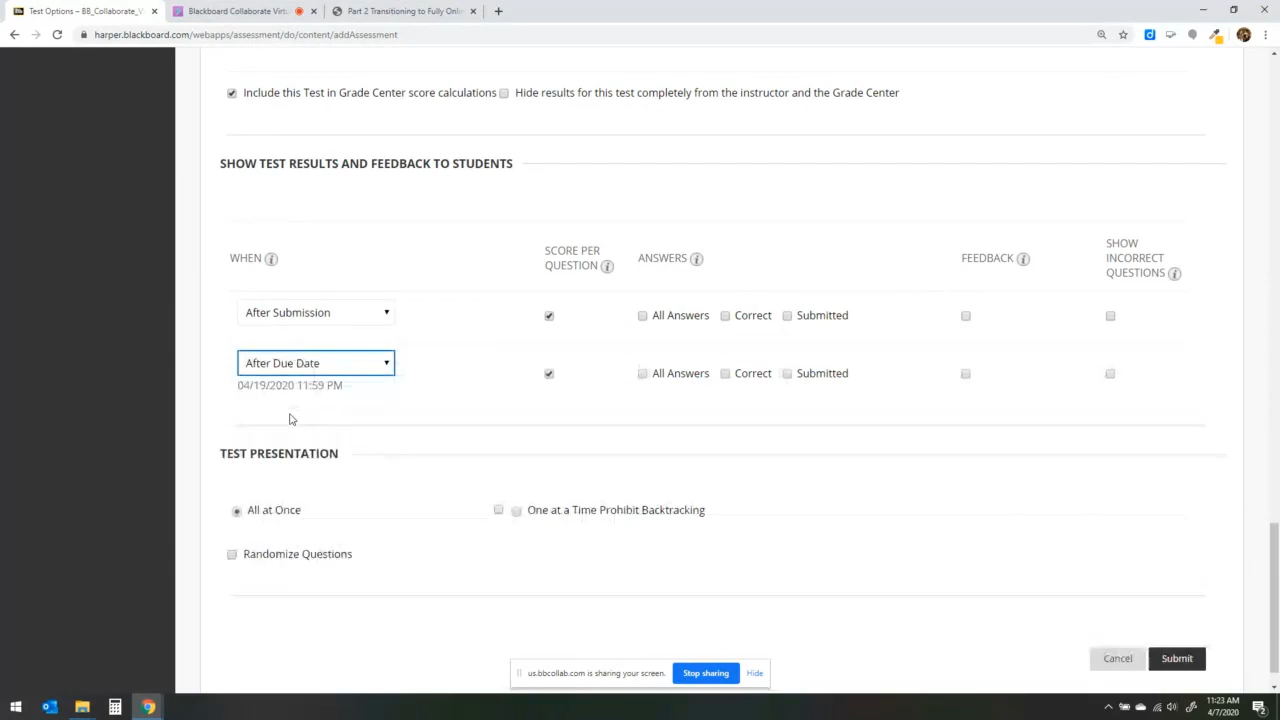 Test Options – BB_Collaborate_V
Blackboard Collaborate Virtu
Part 2 Transitioning to Fully Onlin
harper.blackboard.com/webapps/assessment/do/content/addAssessment
Include this Test in Grade Center score calculations Hide results for this test completely from the instructor and the Grade Center
SHOW TEST RESULTS AND FEEDBACK TO STUDENTS
WHEN
SCORE PER
QUESTION
ANSWERS
FEEDBACK
SHOW
INCORRECT
QUESTIONS
After Submission
All Answers Correct Submitted
After Due Date
All Answers Correct Submitted
04/19/2020 11:59 PM
TEST PRESENTATION
All at Once
One at a Time Prohibit Backtracking
Randomize Questions
Cancel Submit
us.bbcollab.com is sharing your screen. Stop sharing Hide
11:23 AM
4/7/2020
2